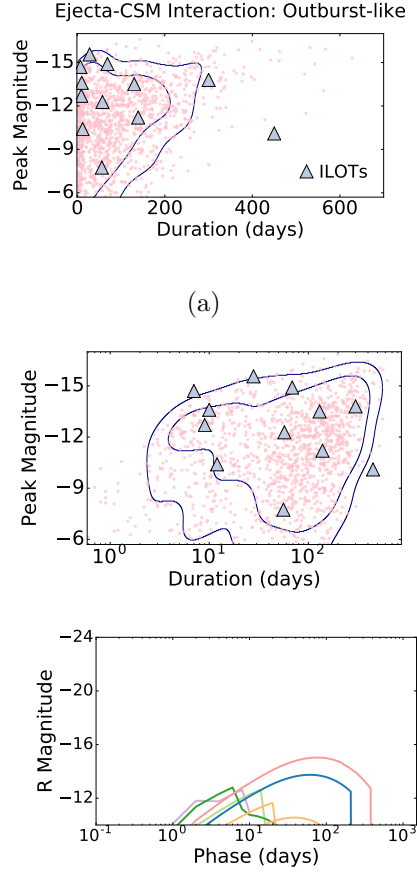 Ejecta-CSM Interaction: Outburst-like
−15
−12
−9
−6
Peak Magnitude
ILOTs
0 200 400 600
Duration (days)
(a)
−15
−12
−9
−6
Peak Magnitude
10^0 10^1 10^2
Duration (days)
−24
−20
−16
−12
R Magnitude
10^-1 10^0 10^1 10^2 10^3
Phase (days)